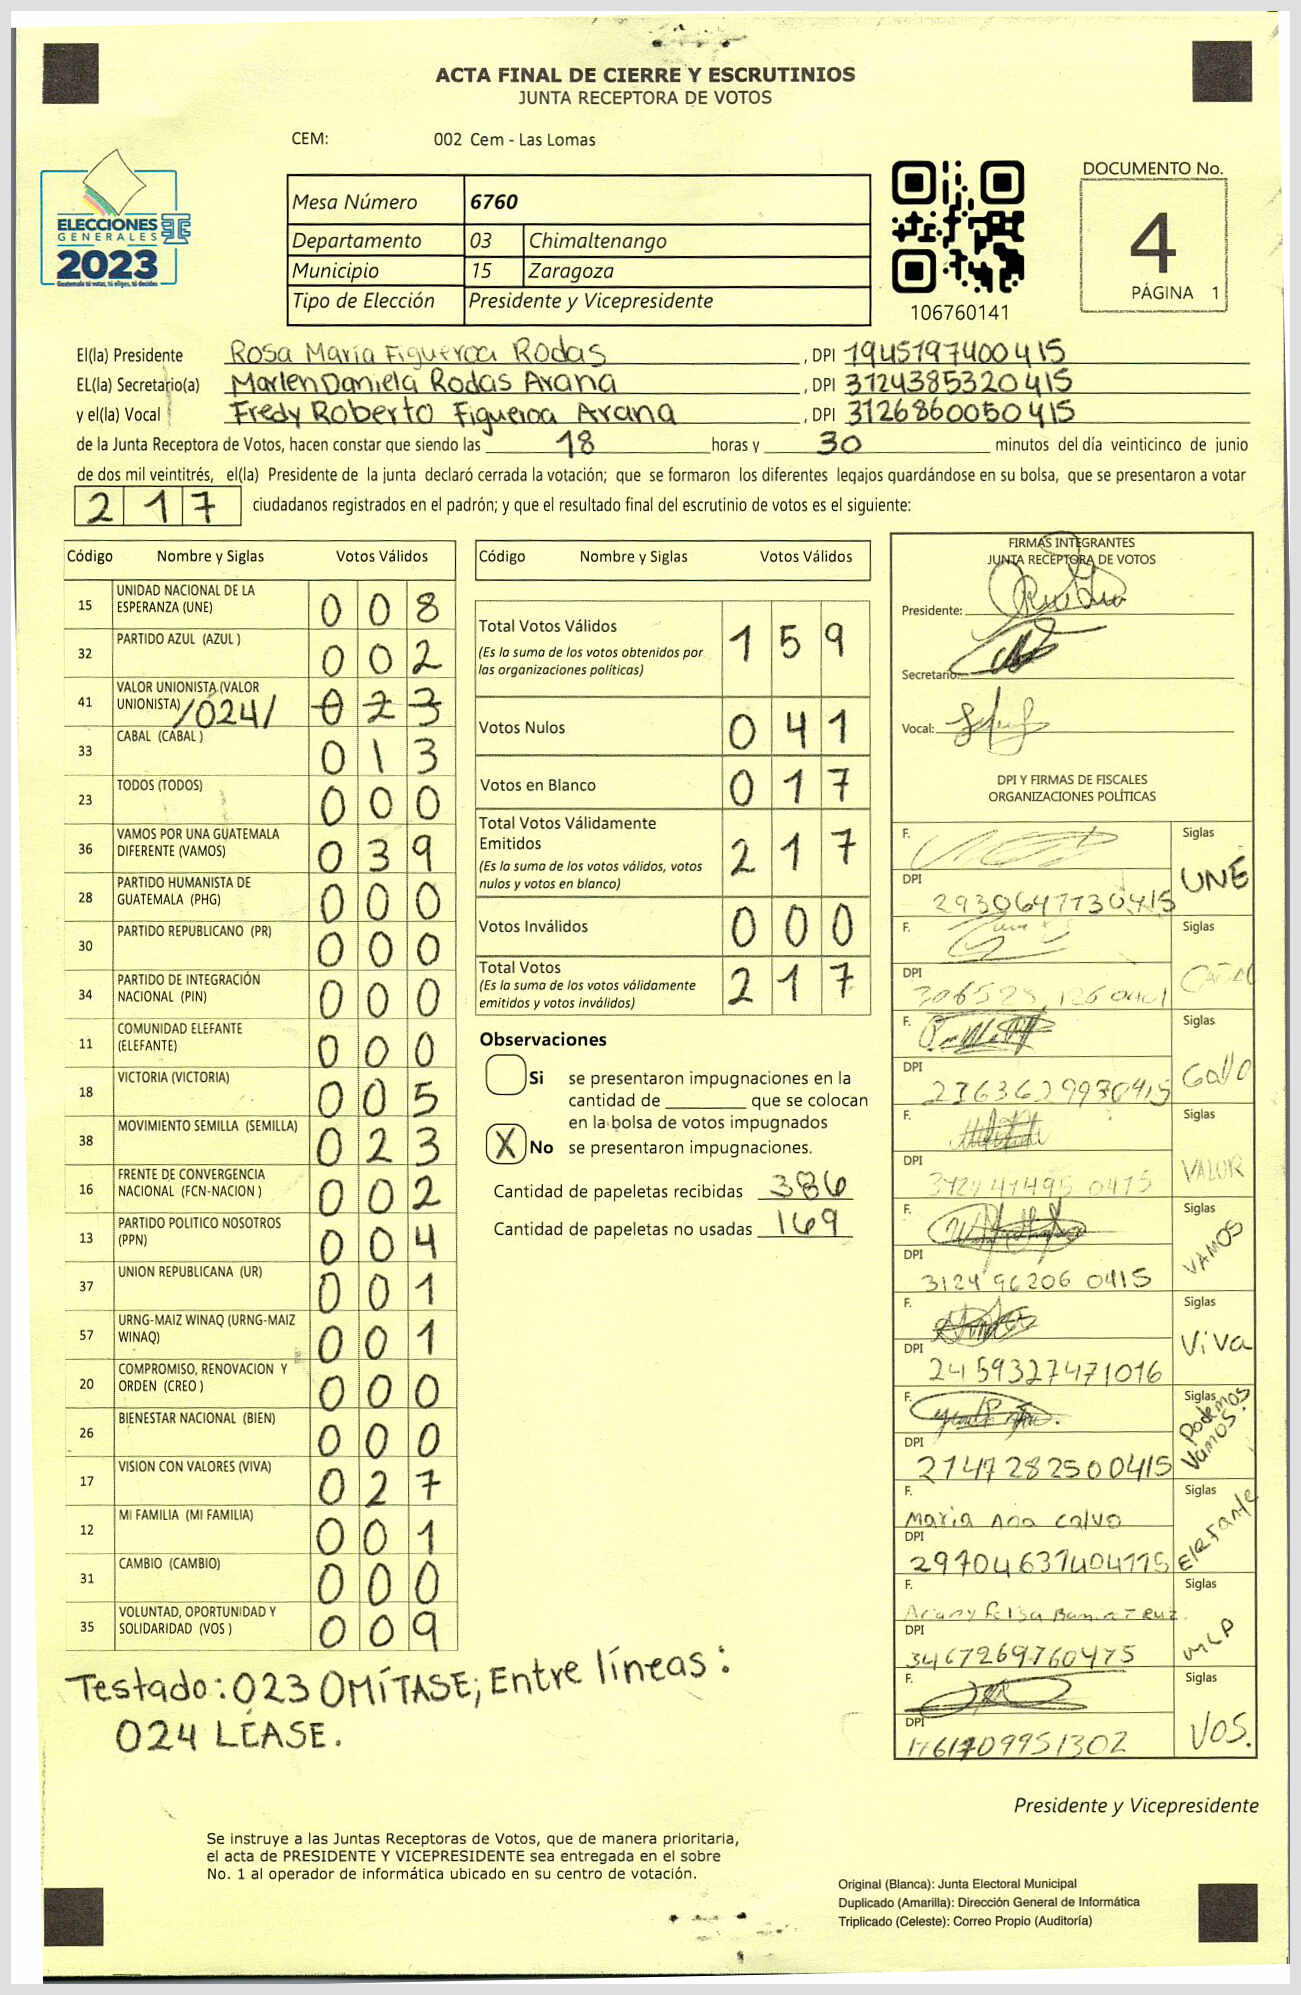 ACTA FINAL DE CIERRE Y ESCRUTINIOS
JUNTA RECEPTORA DE VOTOS
CEM: 002 Cem - Las Lomas
ELECCIONES
GENERALES
2023
Guatemala tú votas, tú eliges, tú decides
Mesa Número 6760
Departamento 03 Chimaltenango
Municipio 15 Zaragoza
Tipo de Elección Presidente y Vicepresidente
106760141
DOCUMENTO No.
4
PÁGINA 1
El(la) Presidente Rosa María Figueroa Rodas, DPI 1945197400415
EL(la) Secretario(a) Marlen Daniela Rodas Arana, DPI 3124385320415
y el(la) Vocal Fredy Roberto Figueroa Arana, DPI 3126860050415
de la Junta Receptora de Votos, hacen constar que siendo las 18 horas y 30 minutos del día veinticinco de junio
de dos mil veintitrés, el(la) Presidente de la junta declaró cerrada la votación; que se formaron los diferentes legajos guardándose en su bolsa, que se presentaron a votar
217 ciudadanos registrados en el padrón; y que el resultado final del escrutinio de votos es el siguiente:
Código Nombre y Siglas Votos Válidos
15 UNIDAD NACIONAL DE LA ESPERANZA (UNE) 008
32 PARTIDO AZUL (AZUL ) 002
41 VALOR UNIONISTA (VALOR UNIONISTA) /024/ 023
33 CABAL (CABAL ) 013
23 TODOS (TODOS) 000
36 VAMOS POR UNA GUATEMALA DIFERENTE (VAMOS) 039
28 PARTIDO HUMANISTA DE GUATEMALA (PHG) 000
30 PARTIDO REPUBLICANO (PR) 000
34 PARTIDO DE INTEGRACIÓN NACIONAL (PIN) 000
11 COMUNIDAD ELEFANTE (ELEFANTE) 000
18 VICTORIA (VICTORIA) 005
38 MOVIMIENTO SEMILLA (SEMILLA) 023
16 FRENTE DE CONVERGENCIA NACIONAL (FCN-NACION ) 002
13 PARTIDO POLITICO NOSOTROS (PPN) 004
37 UNION REPUBLICANA (UR) 001
57 URNG-MAIZ WINAQ (URNG-MAIZ WINAQ) 001
20 COMPROMISO, RENOVACION Y ORDEN (CREO ) 000
26 BIENESTAR NACIONAL (BIEN) 000
17 VISION CON VALORES (VIVA) 027
12 MI FAMILIA (MI FAMILIA) 001
31 CAMBIO (CAMBIO) 000
35 VOLUNTAD, OPORTUNIDAD Y SOLIDARIDAD (VOS ) 009
Testado: 023 OMÍTASE; Entre líneas:
024 LÉASE.
Código Nombre y Siglas Votos Válidos
Total Votos Válidos 159
(Es la suma de los votos obtenidos por
las organizaciones políticas)
Votos Nulos 041
Votos en Blanco 017
Total Votos Válidamente
Emitidos 217
(Es la suma de los votos válidos, votos
nulos y votos en blanco)
Votos Inválidos 000
Total Votos 217
(Es la suma de los votos válidamente
emitidos y votos inválidos)
Observaciones
Si se presentaron impugnaciones en la
cantidad de ________ que se colocan
en la bolsa de votos impugnados
X No se presentaron impugnaciones.
Cantidad de papeletas recibidas 386
Cantidad de papeletas no usadas 169
FIRMAS INTEGRANTES
JUNTA RECEPTORA DE VOTOS
Presidente:
Secretario:
Vocal:
DPI Y FIRMAS DE FISCALES
ORGANIZACIONES POLÍTICAS
F. Siglas UNE
DPI 2930647730415
F. Siglas
DPI
F. Siglas Gallo
DPI 2363629930415
F. Siglas VALOR
DPI
F. Siglas VAMOS
DPI 3124 96206 0415
F. Siglas Viva
DPI 2459327471016
F. Siglas Podemos Vamos.
DPI 2147282500415
F. Maria Ana Calvo Siglas Elefante
DPI
F. Siglas MLP
DPI
F. Siglas VOS.
DPI
Presidente y Vicepresidente
Se instruye a las Juntas Receptoras de Votos, que de manera prioritaria,
el acta de PRESIDENTE Y VICEPRESIDENTE sea entregada en el sobre
No. 1 al operador de informática ubicado en su centro de votación.
Original (Blanca): Junta Electoral Municipal
Duplicado (Amarilla): Dirección General de Informática
Triplicado (Celeste): Correo Propio (Auditoría)